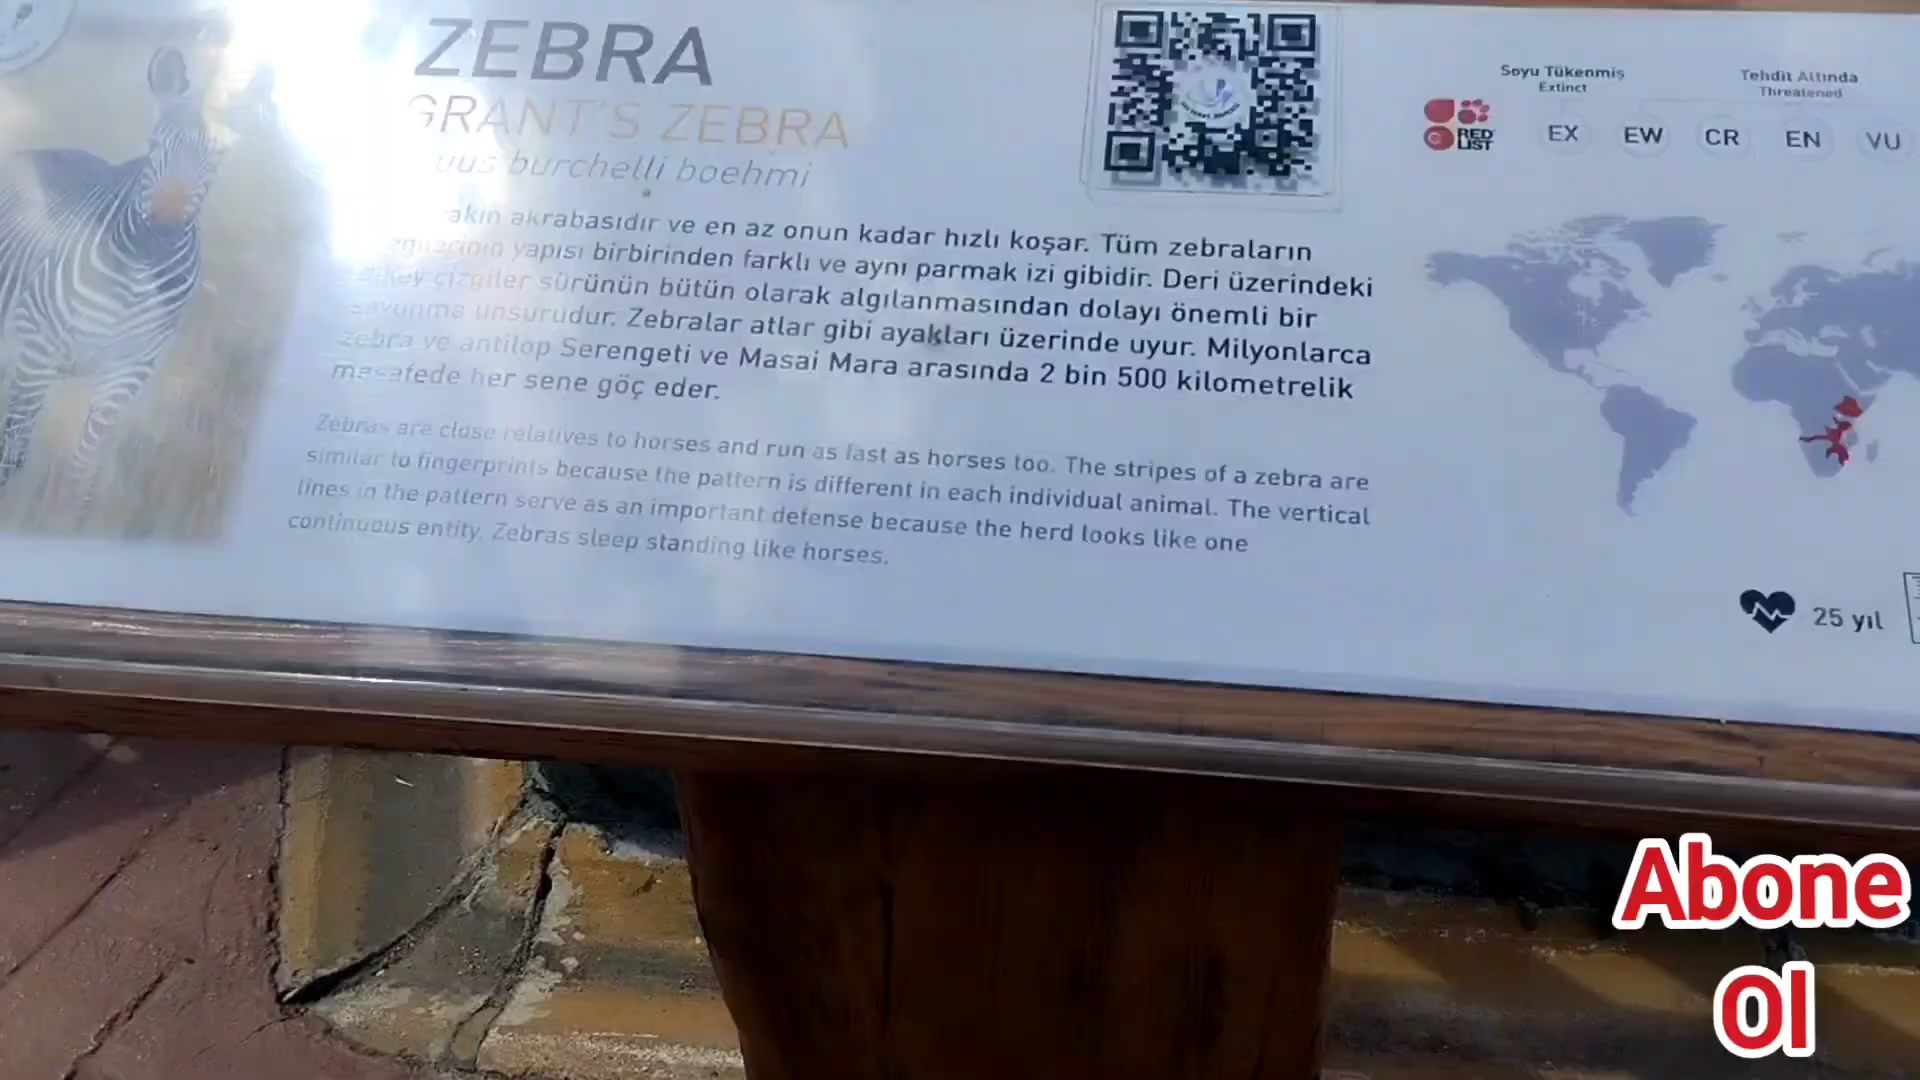 ZEBRA
GRANT'S ZEBRA
burchelli boehmi
akrabasıdır ve en az onun kadar hızlı koşar. Tüm zebraların
yapısı birbirinden farklı ve aynı parmak izi gibidir. Deri üzerindeki
dikey çizgiler sürünün bütün olarak algılanmasından dolayı önemli bir
savunma unsurudur. Zebralar atlar gibi ayakları üzerinde uyur. Milyonlarca
zebra ve antilop Serengeti ve Masai Mara arasında 2 bin 500 kilometrelik
mesafede her sene göç eder.
Zebras are close relatives to horses and run as fast as horses too. The stripes of a zebra are
similar to fingerprints because the pattern is different in each individual animal. The vertical
lines in the pattern serve as an important defense because the herd looks like one
continuous entity. Zebras sleep standing like horses.
Soyu Tükenmiş
Extinct
Tehdit Altında
Threatened
RED LIST
EX EW CR EN VU
25 yıl
Abone
Ol